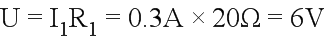 U = I₁R₁ = 0.3A × 20Ω = 6V